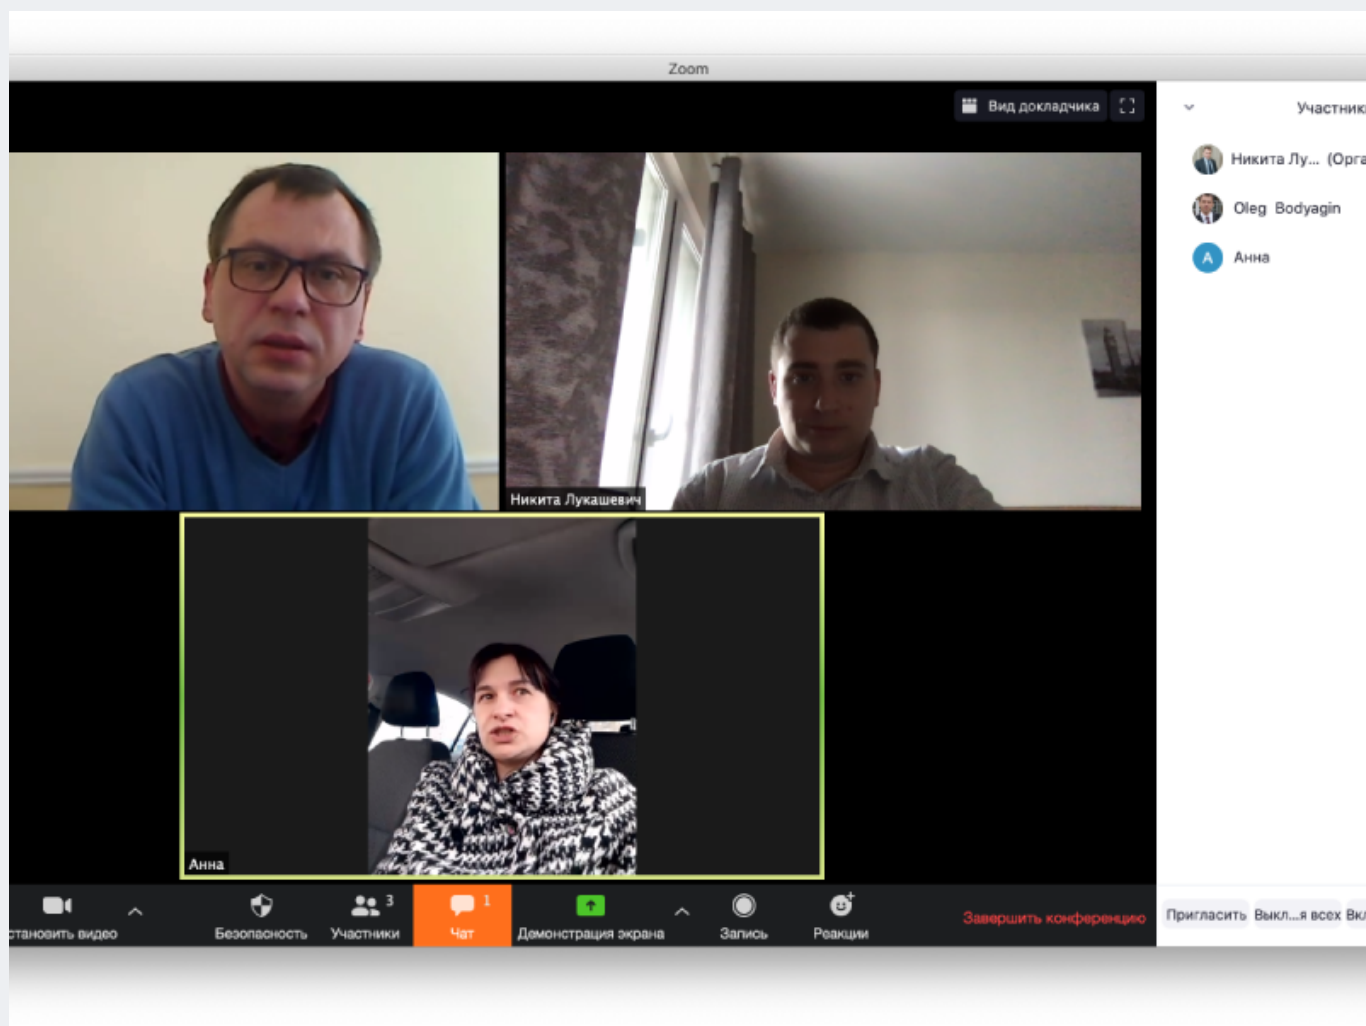 Zoom
Вид докладчика
Участник
Никита Лу... (Орга
Oleg Bodyagin
А Анна
Никита Лукашевич
Анна
становить видео
Безопасность
3
Участники
1
Чат
Демонстрация экрана
Запись
Реакции
Завершить конференцию
Пригласить
Выкл...я всех
Вкл